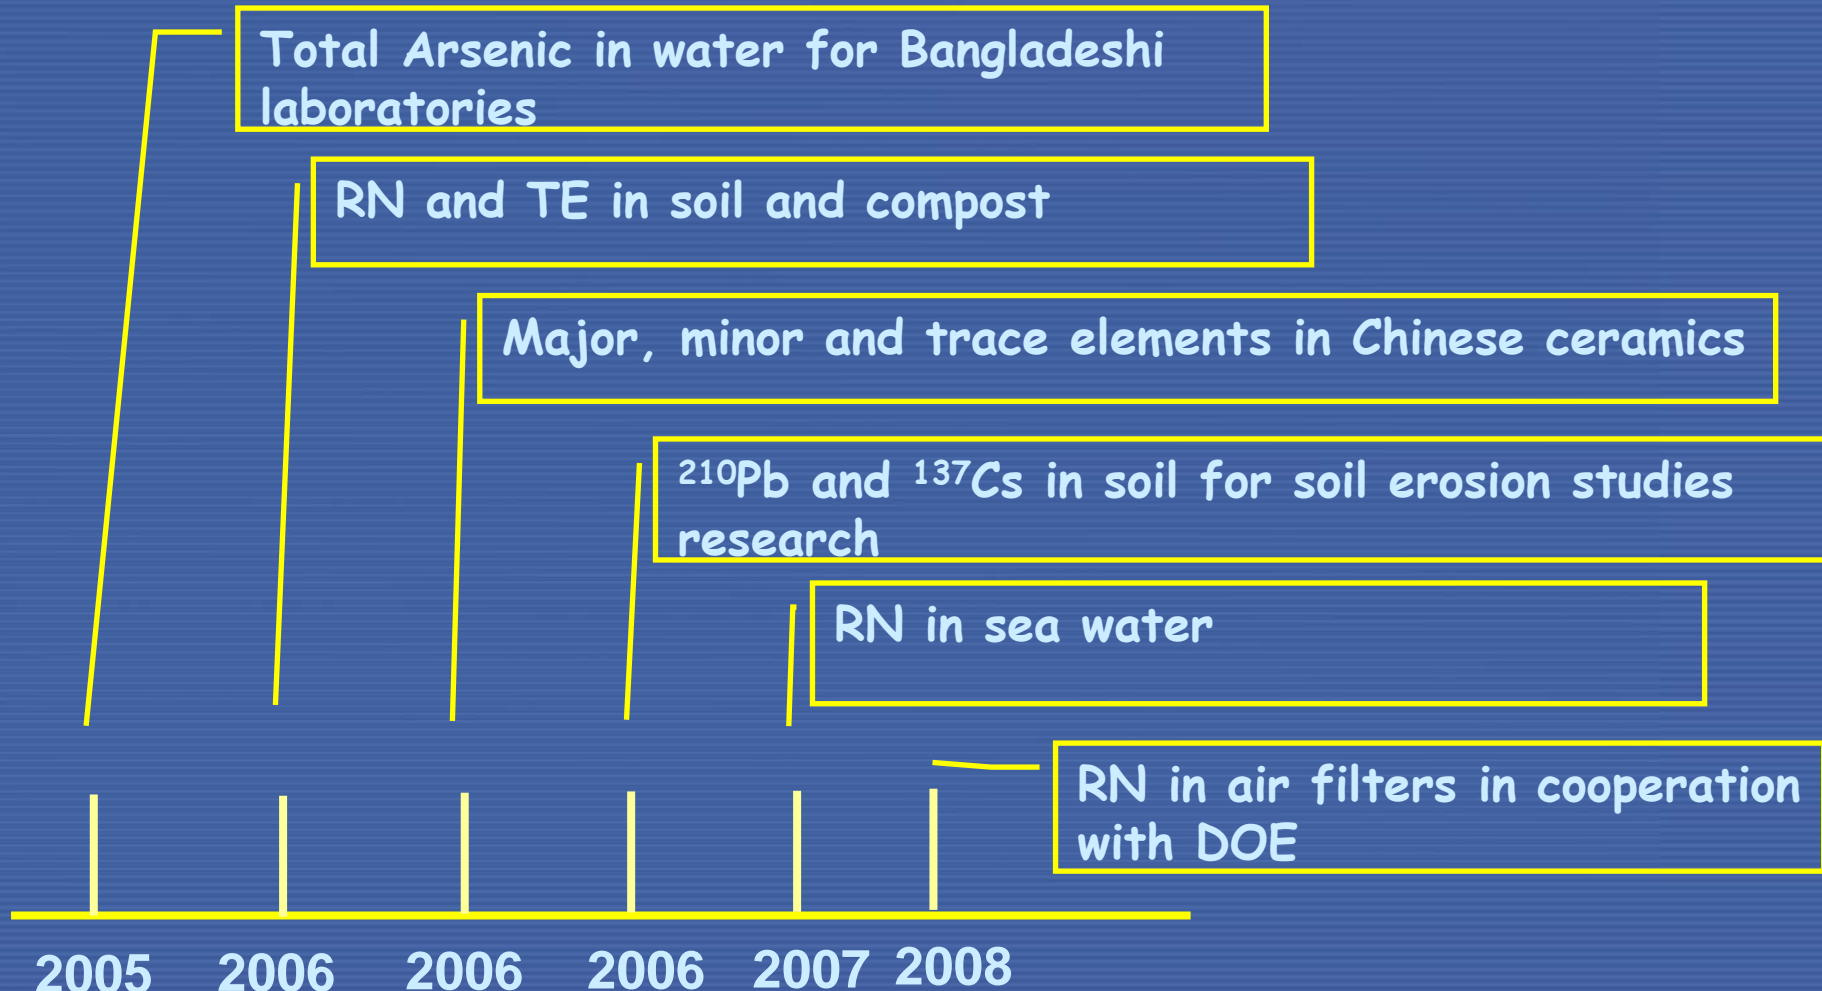 Total Arsenic in water for Bangladeshi
laboratories
RN and TE in soil and compost
Major, minor and trace elements in Chinese ceramics
²¹⁰Pb and ¹³⁷Cs in soil for soil erosion studies
research
RN in sea water
RN in air filters in cooperation
with DOE
2005 2006 2006 2006 2007 2008